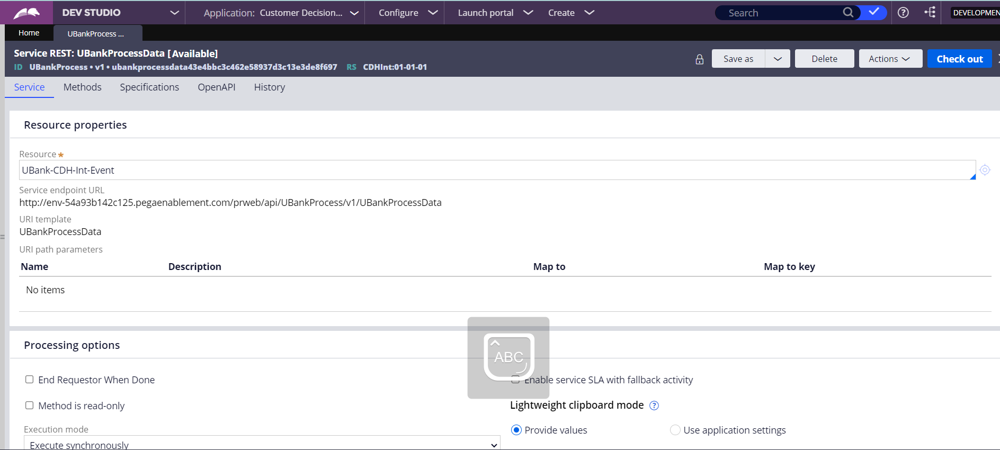 DEV STUDIO Application: Customer Decision... Configure Launch portal Create Search DEVELOPMEN
Home UBankProcess ...
Service REST: UBankProcessData [Available]
ID UBankProcess • v1 • ubankprocessdata43e4bbc3c462e58937d3c13e3de8f697 RS CDHInt:01-01-01
Save as Delete Actions Check out
Service Methods Specifications OpenAPI History
Resource properties
Resource
UBank-CDH-Int-Event
Service endpoint URL
http://env-54a93b142c125.pegaenablement.com/prweb/api/UBankProcess/v1/UBankProcessData
URI template
UBankProcessData
URI path parameters
Name Description Map to Map to key
No items
ABC
Processing options
End Requestor When Done Enable service SLA with fallback activity
Method is read-only Lightweight clipboard mode ?
Execution mode Provide values Use application settings
Execute synchronously